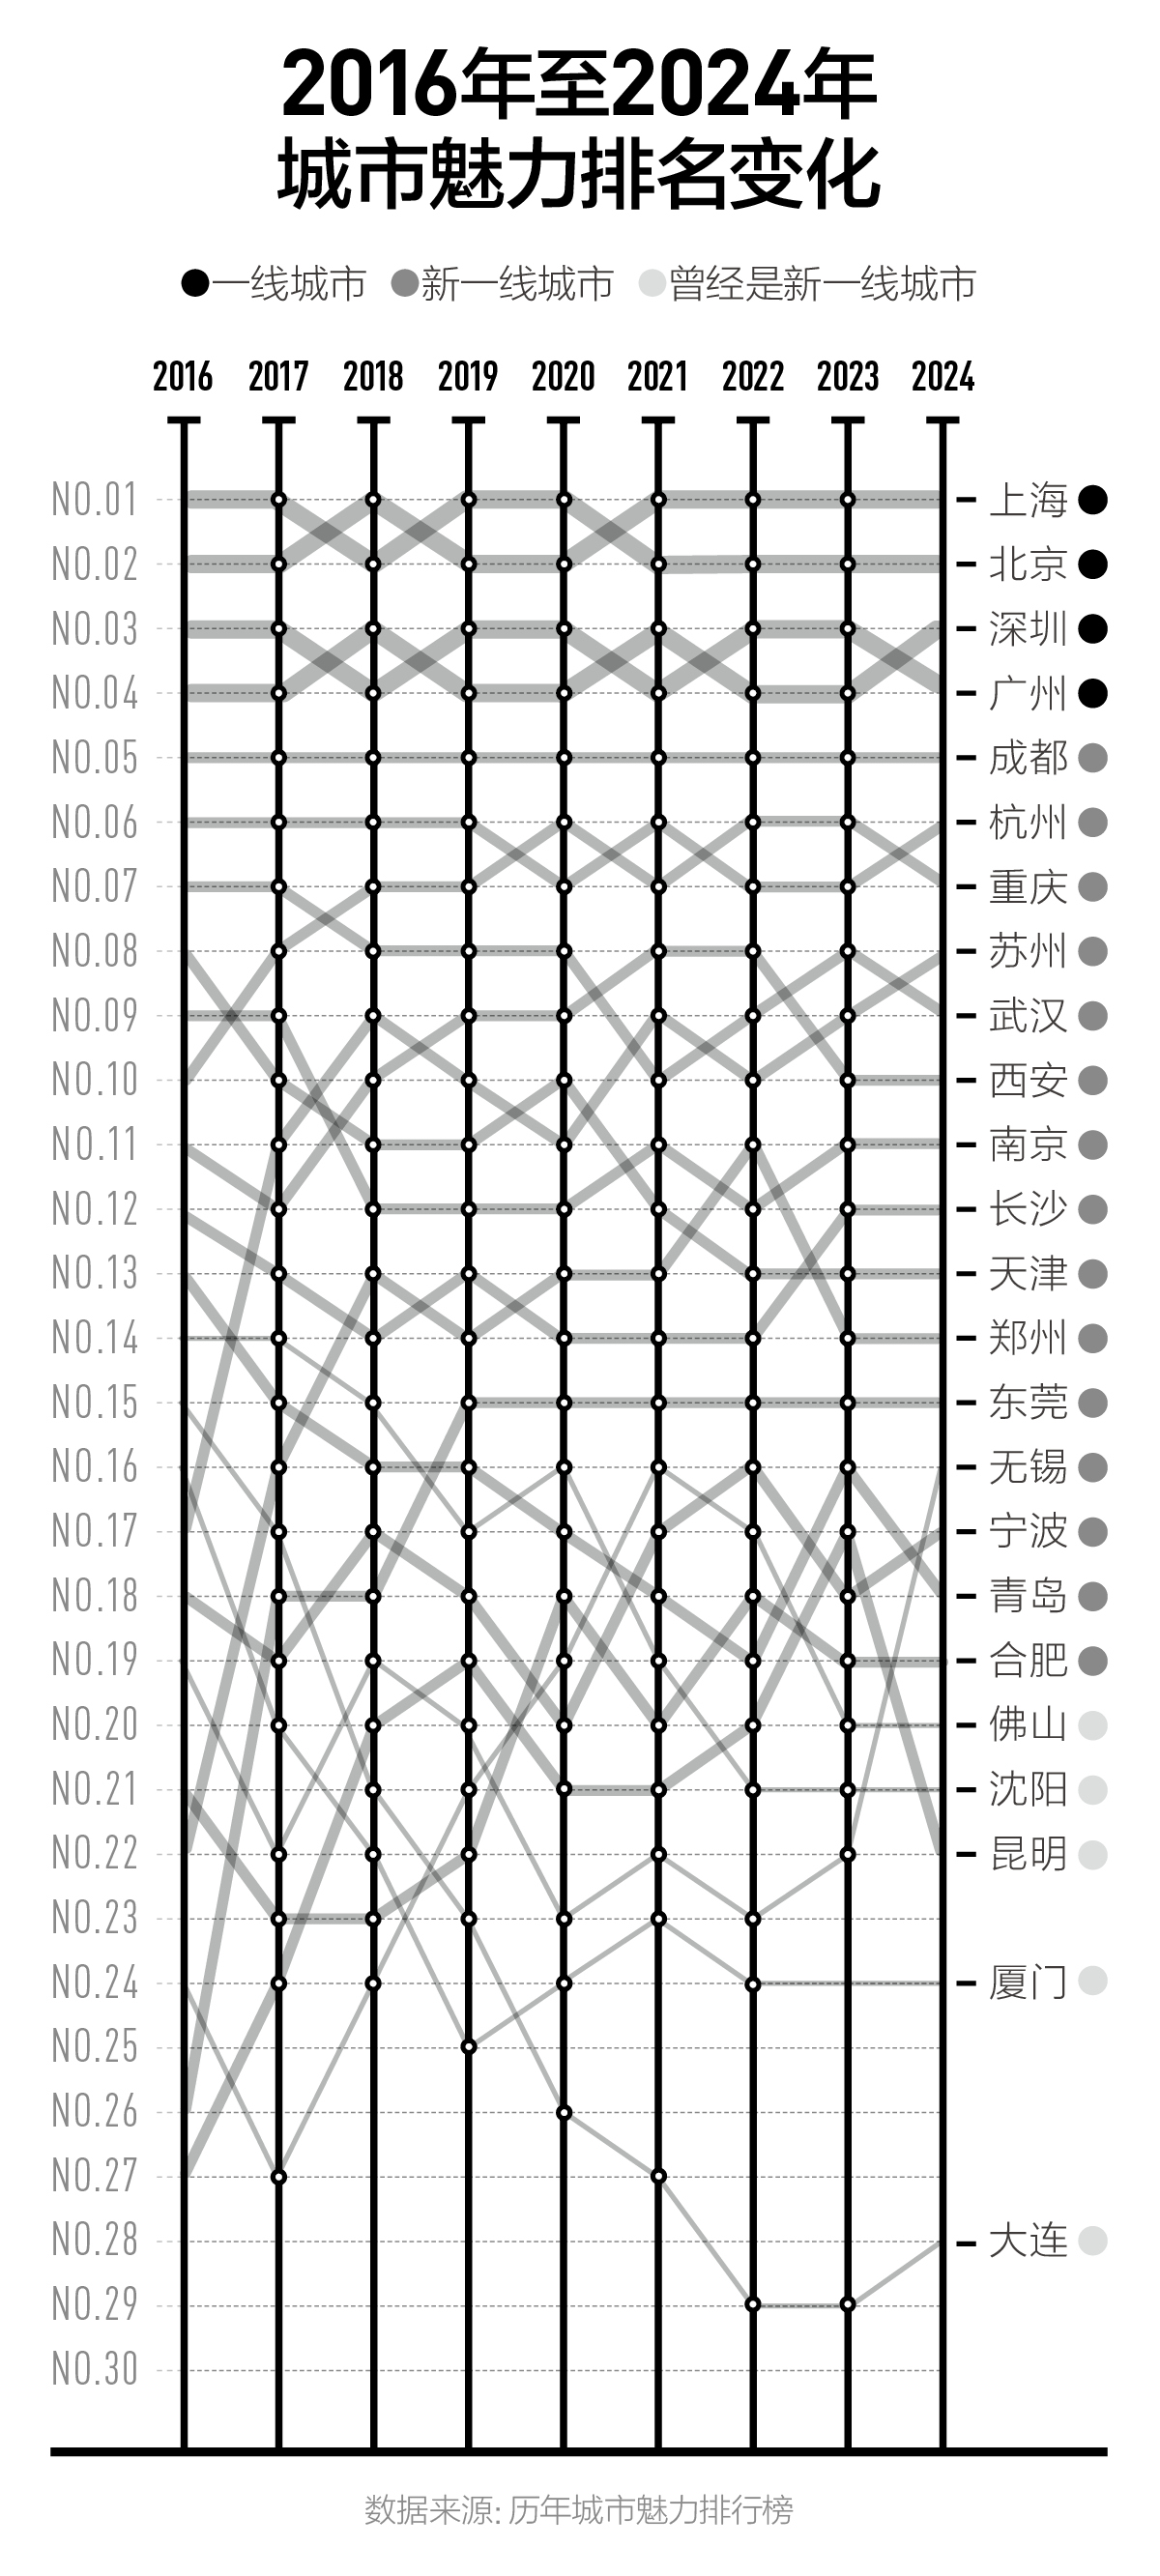 2016年至2024年
城市魅力排名变化
一线城市 新一线城市 曾经是新一线城市
2016 2017 2018 2019 2020 2021 2022 2023 2024
NO.01 上海
NO.02 北京
NO.03 深圳
NO.04 广州
NO.05 成都
NO.06 杭州
NO.07 重庆
NO.08 苏州
NO.09 武汉
NO.10 西安
NO.11 南京
NO.12 长沙
NO.13 天津
NO.14 郑州
NO.15 东莞
NO.16 无锡
NO.17 宁波
NO.18 青岛
NO.19 合肥
NO.20 佛山
NO.21 沈阳
NO.22 昆明
NO.23
NO.24 厦门
NO.25
NO.26
NO.27
NO.28 大连
NO.29
NO.30
数据来源: 历年城市魅力排行榜